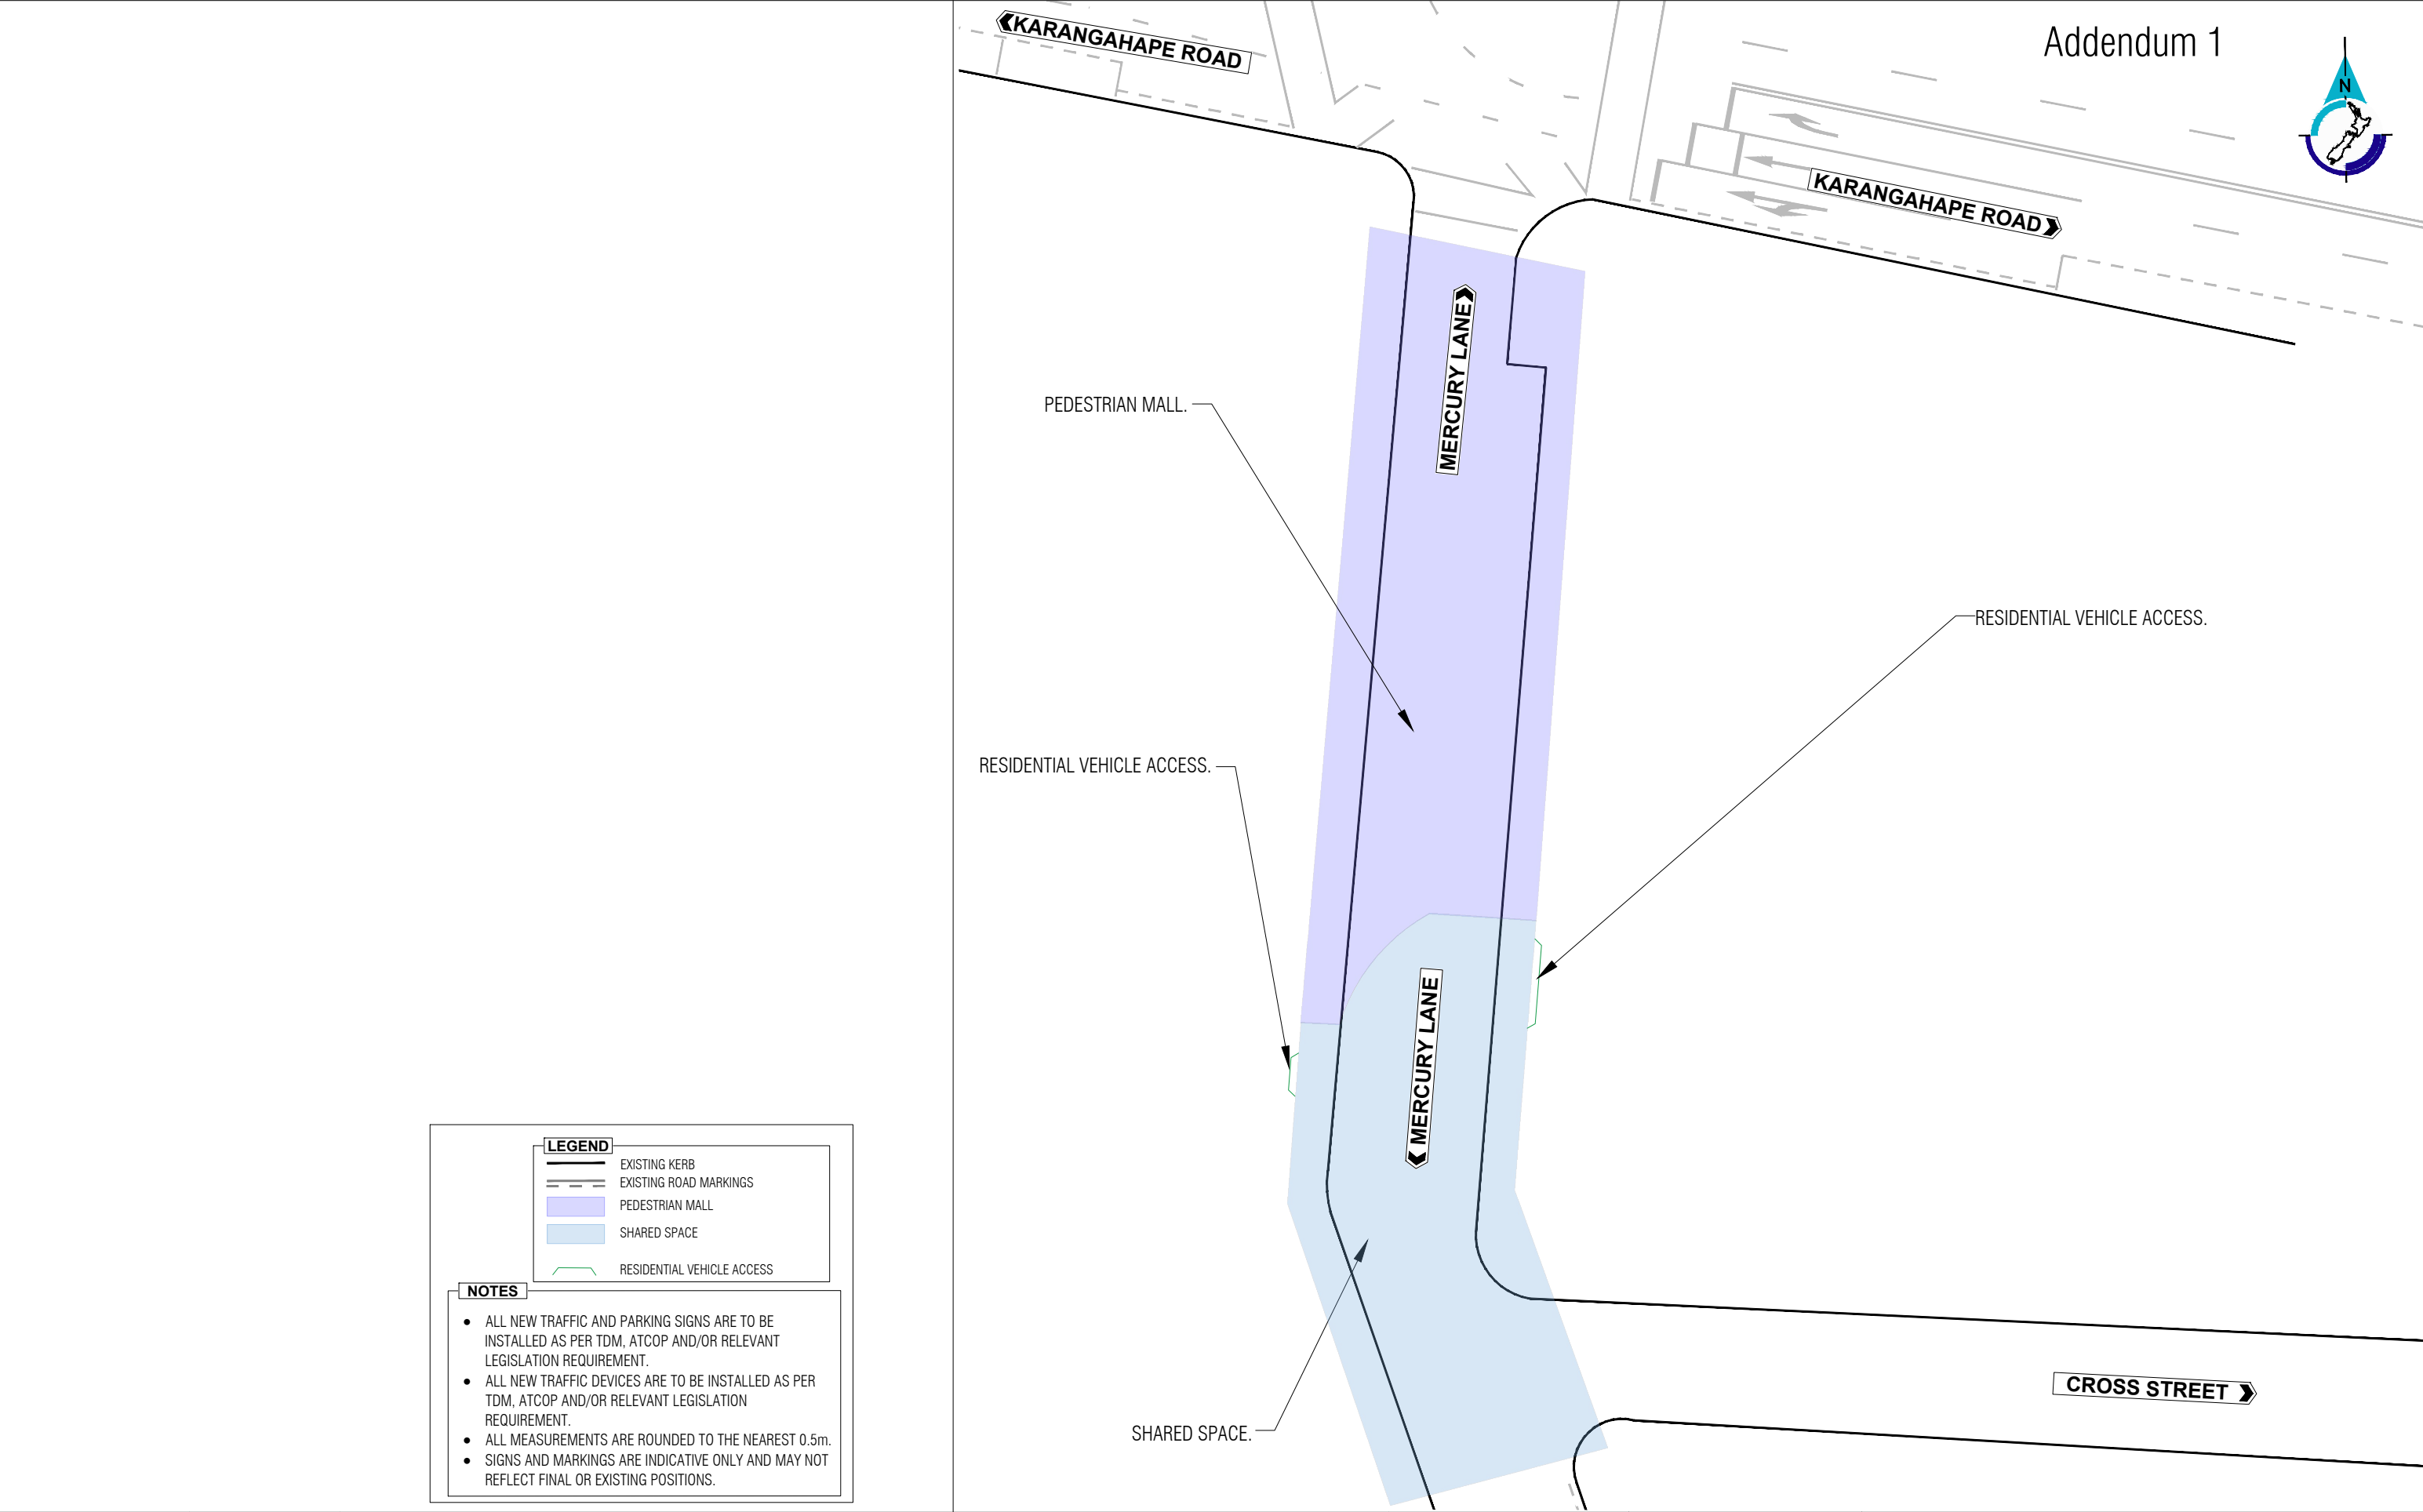 Addendum 1
N
KARANGAHAPE ROAD
KARANGAHAPE ROAD
MERCURY LANE
PEDESTRIAN MALL.
RESIDENTIAL VEHICLE ACCESS.
RESIDENTIAL VEHICLE ACCESS.
MERCURY LANE
CROSS STREET
SHARED SPACE.
LEGEND
EXISTING KERB
EXISTING ROAD MARKINGS
PEDESTRIAN MALL
SHARED SPACE
RESIDENTIAL VEHICLE ACCESS
NOTES
● ALL NEW TRAFFIC AND PARKING SIGNS ARE TO BE
INSTALLED AS PER TDM, ATCOP AND/OR RELEVANT
LEGISLATION REQUIREMENT.
● ALL NEW TRAFFIC DEVICES ARE TO BE INSTALLED AS PER
TDM, ATCOP AND/OR RELEVANT LEGISLATION
REQUIREMENT.
● ALL MEASUREMENTS ARE ROUNDED TO THE NEAREST 0.5m.
● SIGNS AND MARKINGS ARE INDICATIVE ONLY AND MAY NOT
REFLECT FINAL OR EXISTING POSITIONS.